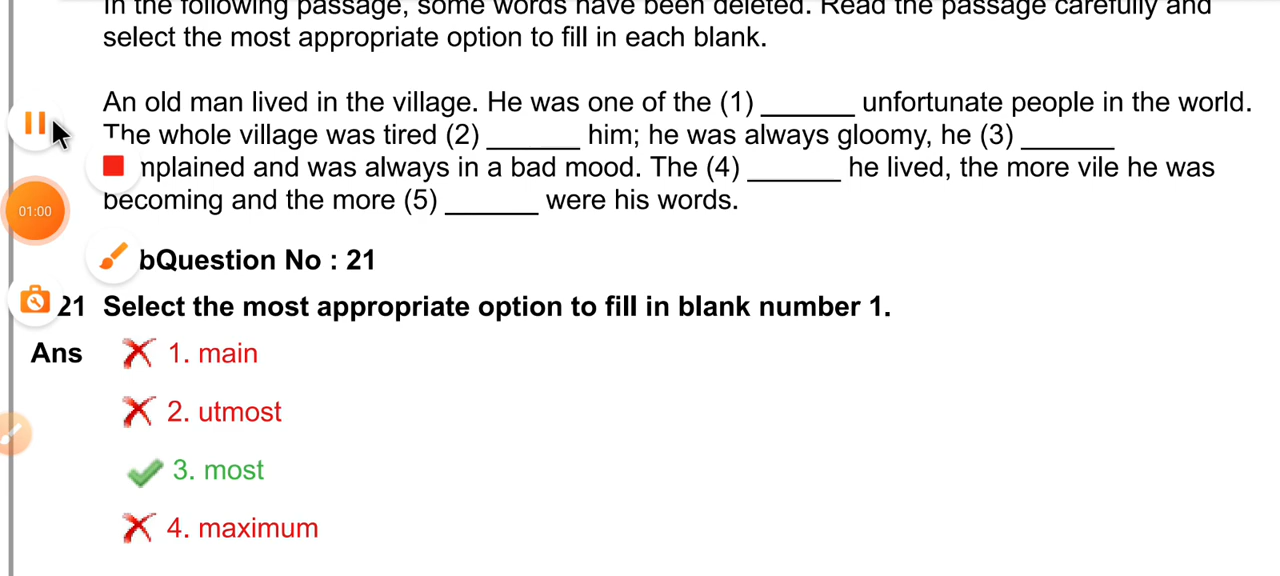 In the following passage, some words have been deleted. Read the passage carefully and
select the most appropriate option to fill in each blank.
An old man lived in the village. He was one of the (1) ______ unfortunate people in the world.
The whole village was tired (2) ______ him; he was always gloomy, he (3) ______
mplained and was always in a bad mood. The (4) ______ he lived, the more vile he was
becoming and the more (5) ______ were his words.
01:00
bQuestion No : 21
21 Select the most appropriate option to fill in blank number 1.
Ans 1. main
2. utmost
3. most
4. maximum